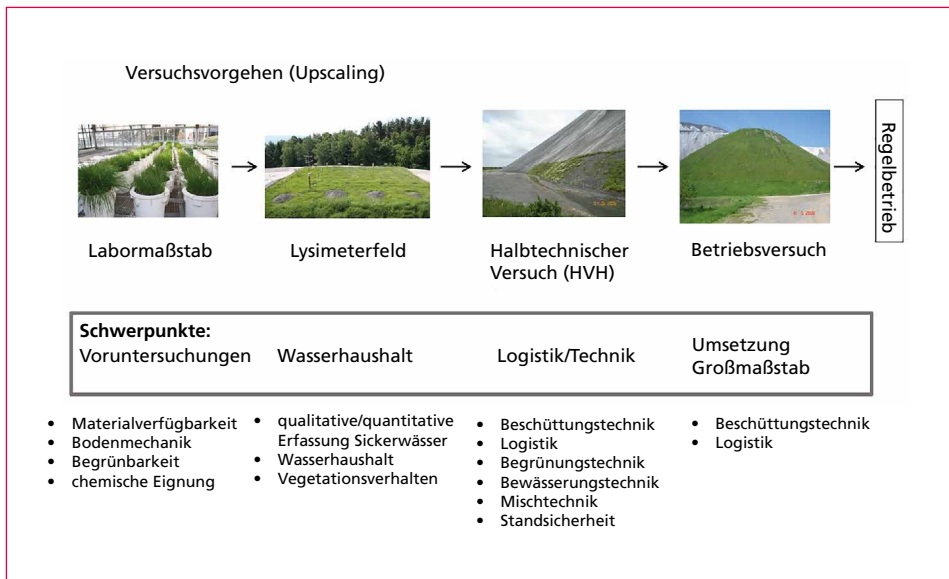 Versuchsvorgehen (Upscaling)
Regelbetrieb
Labormaßstab
Lysimeterfeld
Halbtechnischer
Versuch (HVH)
Betriebsversuch
Schwerpunkte:
Voruntersuchungen
Wasserhaushalt
Logistik/Technik
Umsetzung
Großmaßstab
• Materialverfügbarkeit
• Bodenmechanik
• Begrünbarkeit
• chemische Eignung
• qualitative/quantitative
Erfassung Sickerwässer
• Wasserhaushalt
• Vegetationsverhalten
• Beschüttungstechnik
• Logistik
• Begrünungstechnik
• Bewässerungstechnik
• Mischtechnik
• Standsicherheit
• Beschüttungstechnik
• Logistik